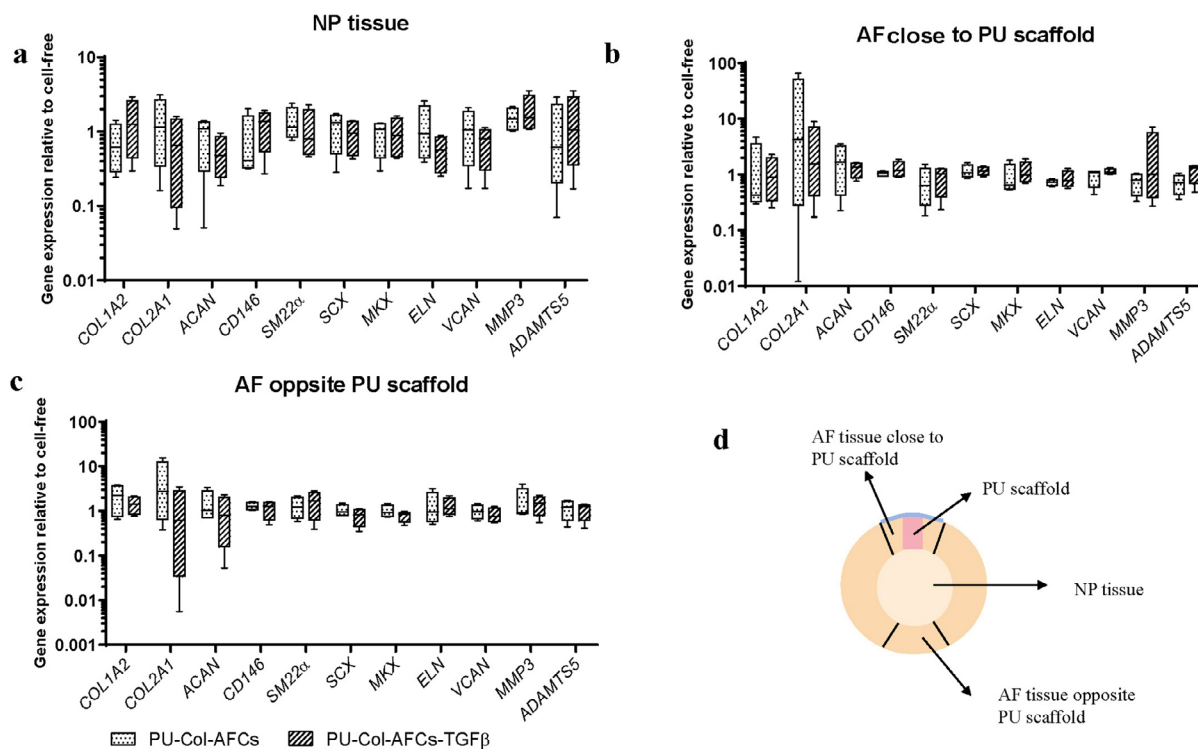 a
NP tissue
Gene expression relative to cell-free
10
1
0.1
0.01
COL1A2 COL2A1 ACAN CD146 SM22α SCX MKX ELN VCAN MMP3 ADAMTS5
b
AF close to PU scaffold
Gene expression relative to cell-free
100
10
1
0.1
0.01
COL1A2 COL2A1 ACAN CD146 SM22α SCX MKX ELN VCAN MMP3 ADAMTS5
c
AF oppsite PU scaffold
Gene expression relative to cell-free
100
10
1
0.1
0.01
0.001
COL1A2 COL2A1 ACAN CD146 SM22α SCX MKX ELN VCAN MMP3 ADAMTS5
PU-Col-AFCs PU-Col-AFCs-TGFβ
d
AF tissue close to
PU scaffold
PU scaffold
NP tissue
AF tissue opposite
PU scaffold